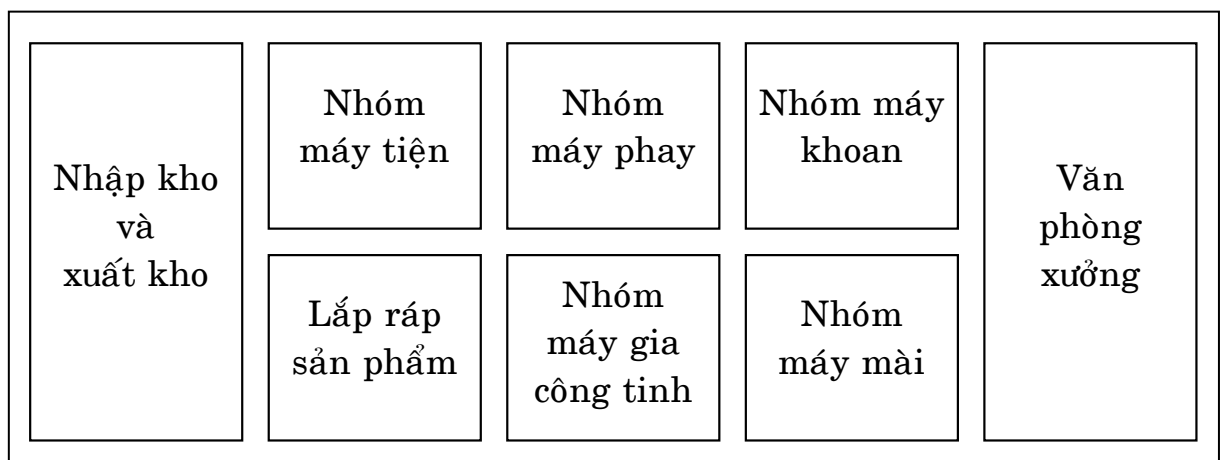 Nhập kho
và
xuất kho
Nhóm
máy tiện
Nhóm
máy phay
Nhóm máy
khoan
Lắp ráp
sản phẩm
Nhóm
máy gia
công tinh
Nhóm
máy mài
Văn
phòng
xưởng